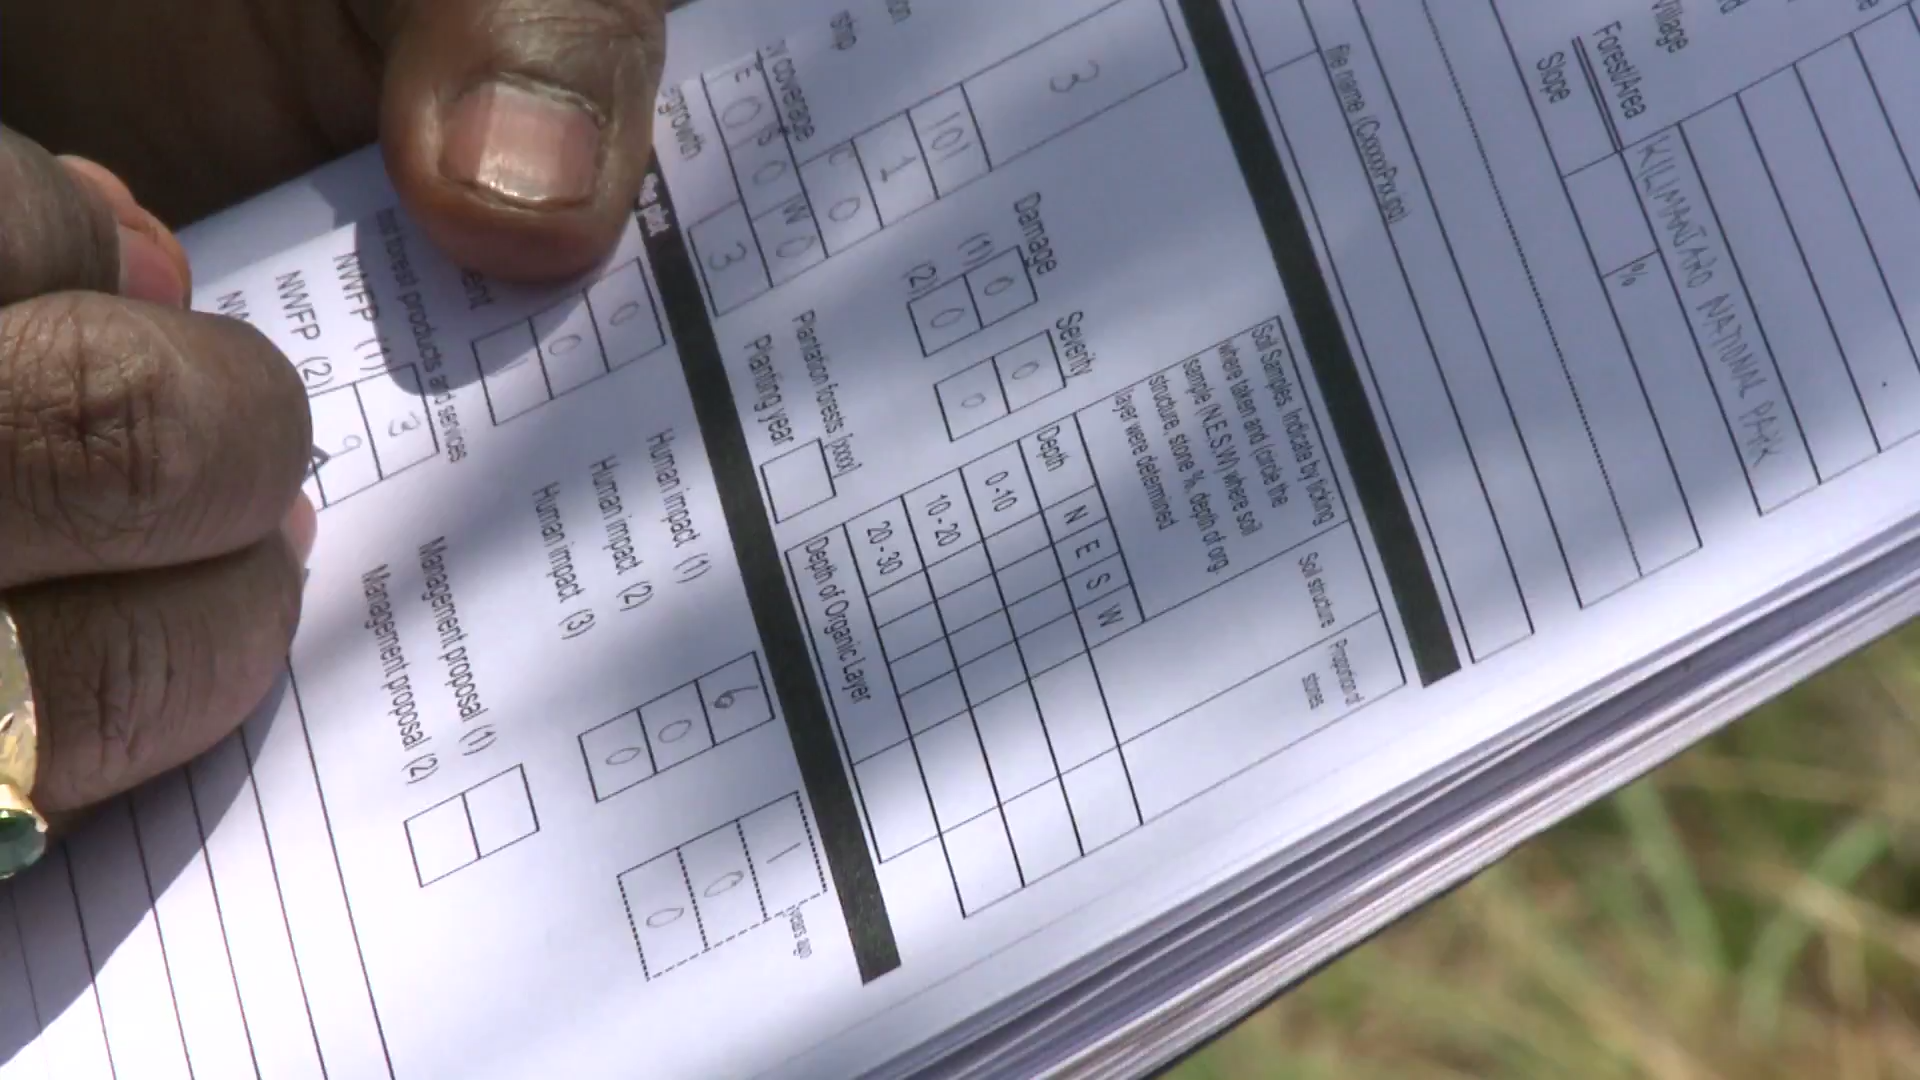 Forest/Area KILIMANJARO NATIONAL PARK
Slope %
file name (CxxxxPxx.jpg)
3
101
1
coverage C 0
E 0 S 0 W 0
growth 3
ship
Damage Severity
(1) 0 0
(2) 0 0
Plantation forests: [xxxx]
Planting year
Soil Samples. Indicate by ticking
where taken and (circle the
sample (N.E.S.W) where soil
structure, stone %, depth of org.
layer were determined
Soil structure
Proportion of
stones
Depth N E S W
0-10
10 - 20
20 - 30
Depth of Organic Layer
0
0
Human impact (1) 6 1 years ago
Human impact (2) 0 0
Human impact (3) 0 0
forest products and services
NWFP (1) 3
NWFP (2) 9
Management proposal (1)
Management proposal (2)